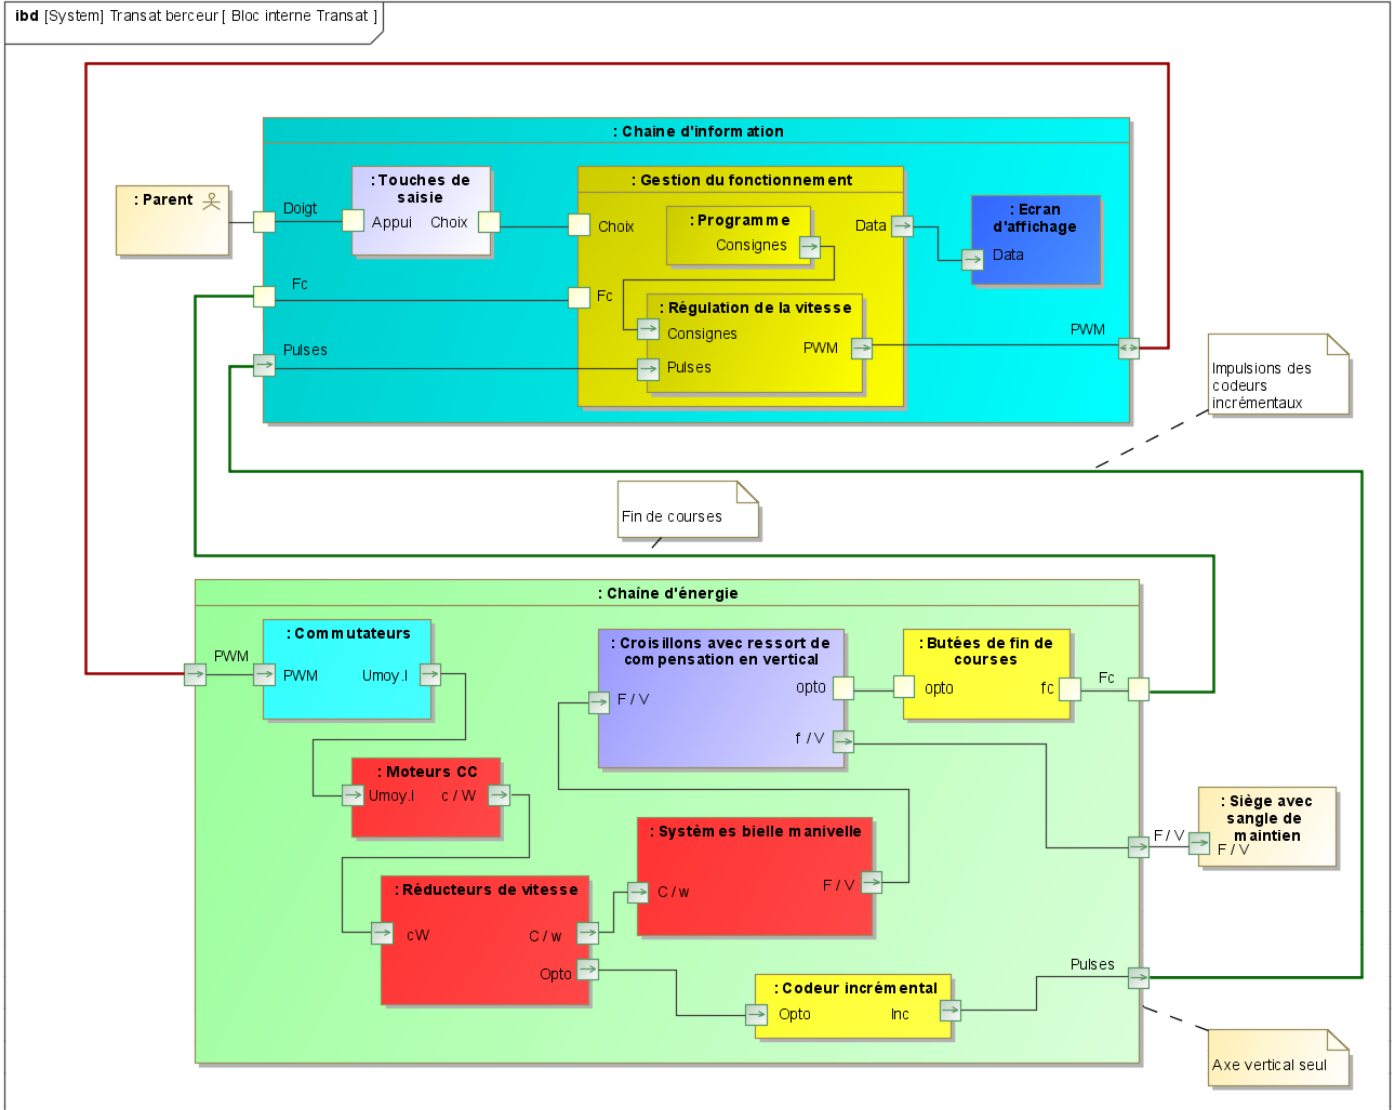 ibd [System] Transat berceur [ Bloc interne Transat ]
: Chaine d'information
: Parent
Doigt
: Touches de
saisie
Appui
Choix
: Gestion du fonctionnement
Choix
: Programme
Consignes
Data
: Ecran
d'affichage
Data
Fc
Fc
: Régulation de la vitesse
Consignes
PWM
Pulses
PWM
Pulses
Impulsions des
codeurs
incrémentaux
Fin de courses
: Chaîne d'énergie
PWM
: Commutateurs
PWM
Umoy.I
: Croisillons avec ressort de
compensation en vertical
opto
F / V
f / V
: Butées de fin de
courses
opto
fc
Fc
: Moteurs CC
Umoy.I
c / W
: Systèmes bielle manivelle
C / w
F / V
F / V
: Siège avec
sangle de
maintien
F / V
: Réducteurs de vitesse
cW
C / w
Opto
: Codeur incrémental
Opto
Inc
Pulses
Axe vertical seul